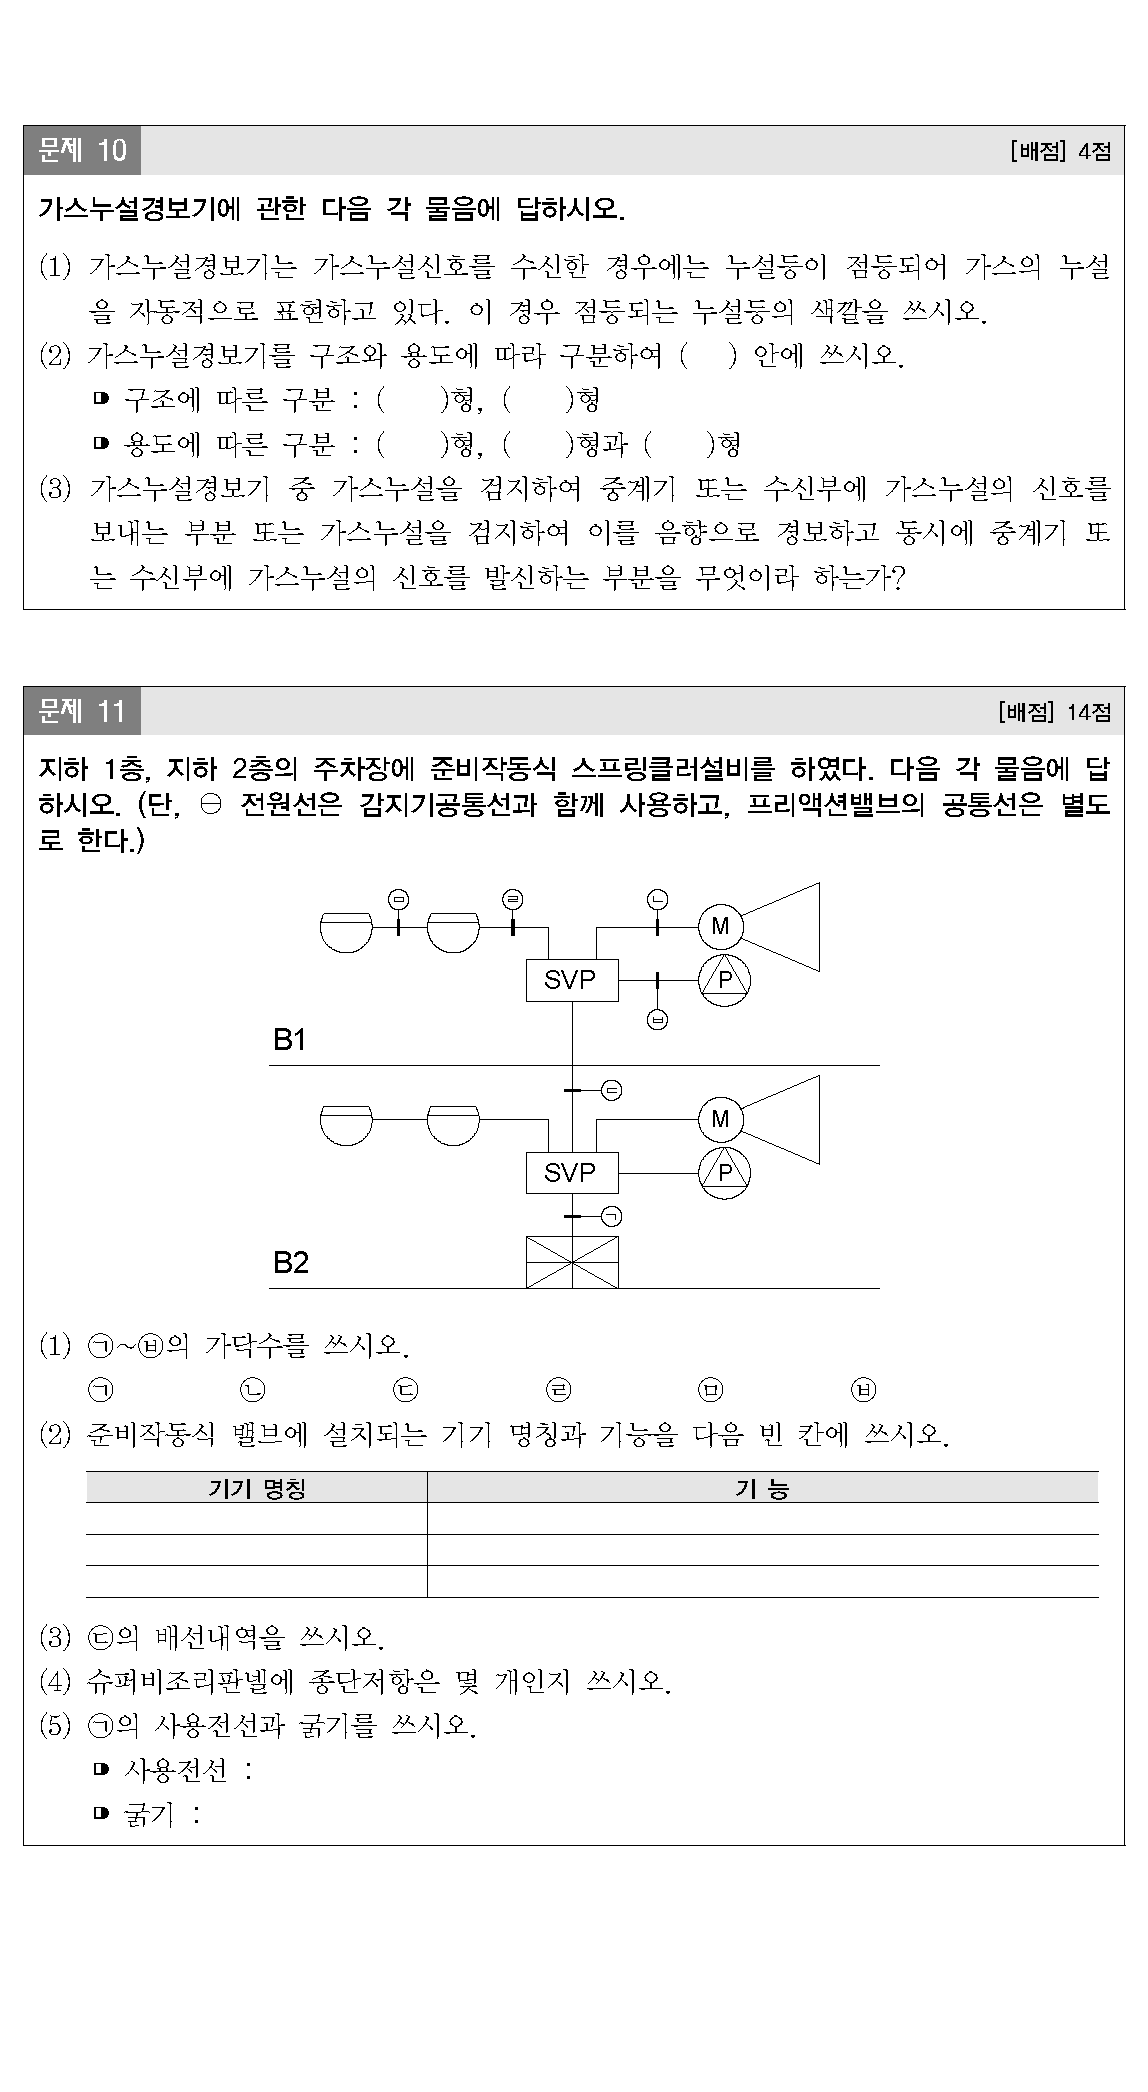 문제 10 [배점] 4점
가스누설경보기에 관한 다음 각 물음에 답하시오.
(1) 가스누설경보기는 가스누설신호를 수신한 경우에는 누설등이 점등되어 가스의 누설
을 자동적으로 표현하고 있다. 이 경우 점등되는 누설등의 색깔을 쓰시오.
(2) 가스누설경보기를 구조와 용도에 따라 구분하여 ( ) 안에 쓰시오.
구조에 따른 구분 : ( )형, ( )형
용도에 따른 구분 : ( )형, ( )형과 ( )형
(3) 가스누설경보기 중 가스누설을 검지하여 중계기 또는 수신부에 가스누설의 신호를
보내는 부분 또는 가스누설을 검지하여 이를 음향으로 경보하고 동시에 중계기 또
는 수신부에 가스누설의 신호를 발신하는 부분을 무엇이라 하는가?
문제 11 [배점] 14점
지하 1층, 지하 2층의 주차장에 준비작동식 스프링클러설비를 하였다. 다음 각 물음에 답
하시오. (단, ⊖ 전원선은 감지기공통선과 함께 사용하고, 프리액션밸브의 공통선은 별도
로 한다.)
㉤ ㉣ ㉡
M
SVP P
㉥
B1
㉢
M
SVP P
㉠
B2
(1) ㉠~㉥의 가닥수를 쓰시오.
㉠ ㉡ ㉢ ㉣ ㉤ ㉥
(2) 준비작동식 밸브에 설치되는 기기 명칭과 기능을 다음 빈 칸에 쓰시오.
기기 명칭 기 능
(3) ㉢의 배선내역을 쓰시오.
(4) 슈퍼비조리판넬에 종단저항은 몇 개인지 쓰시오.
(5) ㉠의 사용전선과 굵기를 쓰시오.
사용전선 :
굵기 :